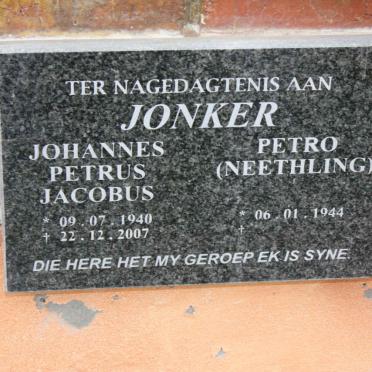 TER NAGEDAGTENIS AAN
JONKER
JOHANNES
PETRUS
JACOBUS
* 09.07.1940
† 22.12.2007
PETRO
(NEETHLING)
* 06.01.1944
†
DIE HERE HET MY GEROEP EK IS SYNE.